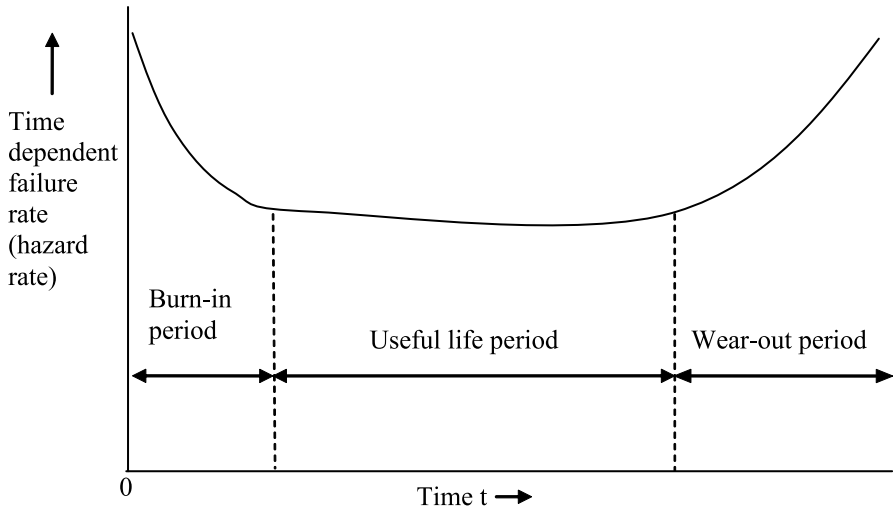 Time
dependent
failure
rate
(hazard
rate)
Burn-in
period
Useful life period
Wear-out period
0
Time t